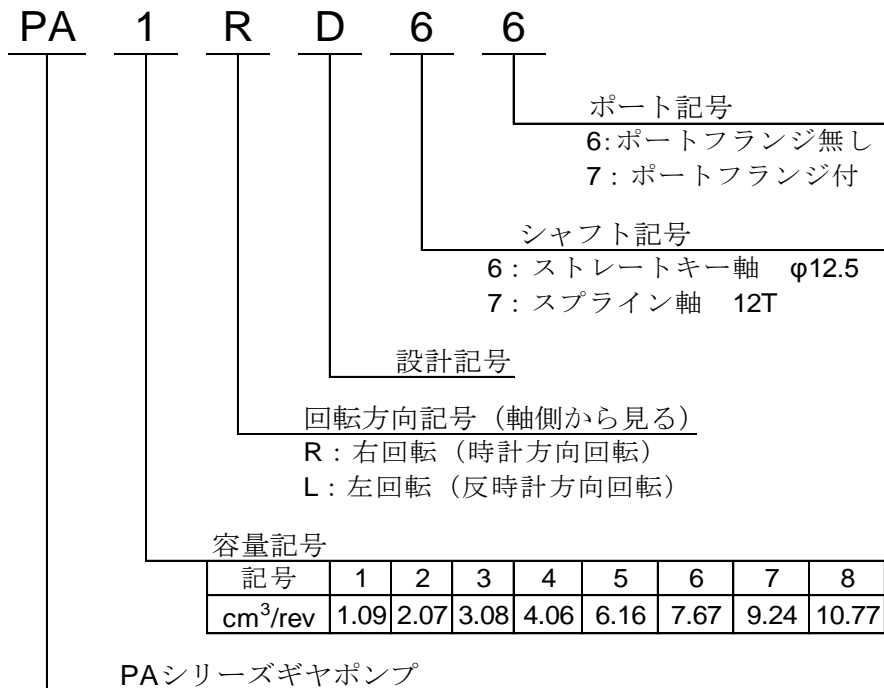 PA 1 R D 6 6
ポート記号
6:ポートフランジ無し
7：ポートフランジ付
シャフト記号
6：ストレートキー軸　φ12.5
7：スプライン軸　12T
設計記号
回転方向記号（軸側から見る）
R：右回転（時計方向回転）
L：左回転（反時計方向回転）
容量記号
記号 1 2 3 4 5 6 7 8
cm³/rev 1.09 2.07 3.08 4.06 6.16 7.67 9.24 10.77
PAシリーズギヤポンプ